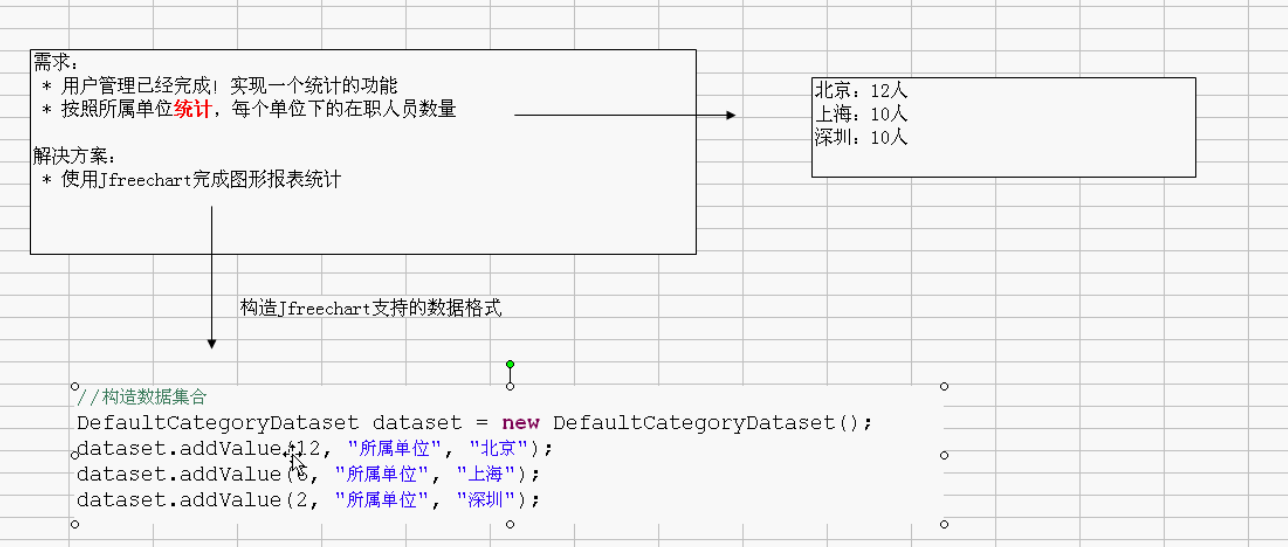 需求：
* 用户管理已经完成！实现一个统计的功能
* 按照所属单位统计，每个单位下的在职人员数量
解决方案：
* 使用Jfreechart完成图形报表统计
北京：12人
上海：10人
深圳：10人
构造Jfreechart支持的数据格式
//构造数据集合
DefaultCategoryDataset dataset = new DefaultCategoryDataset();
dataset.addValue(12, "所属单位", "北京");
dataset.addValue( , "所属单位", "上海");
dataset.addValue(2, "所属单位", "深圳");